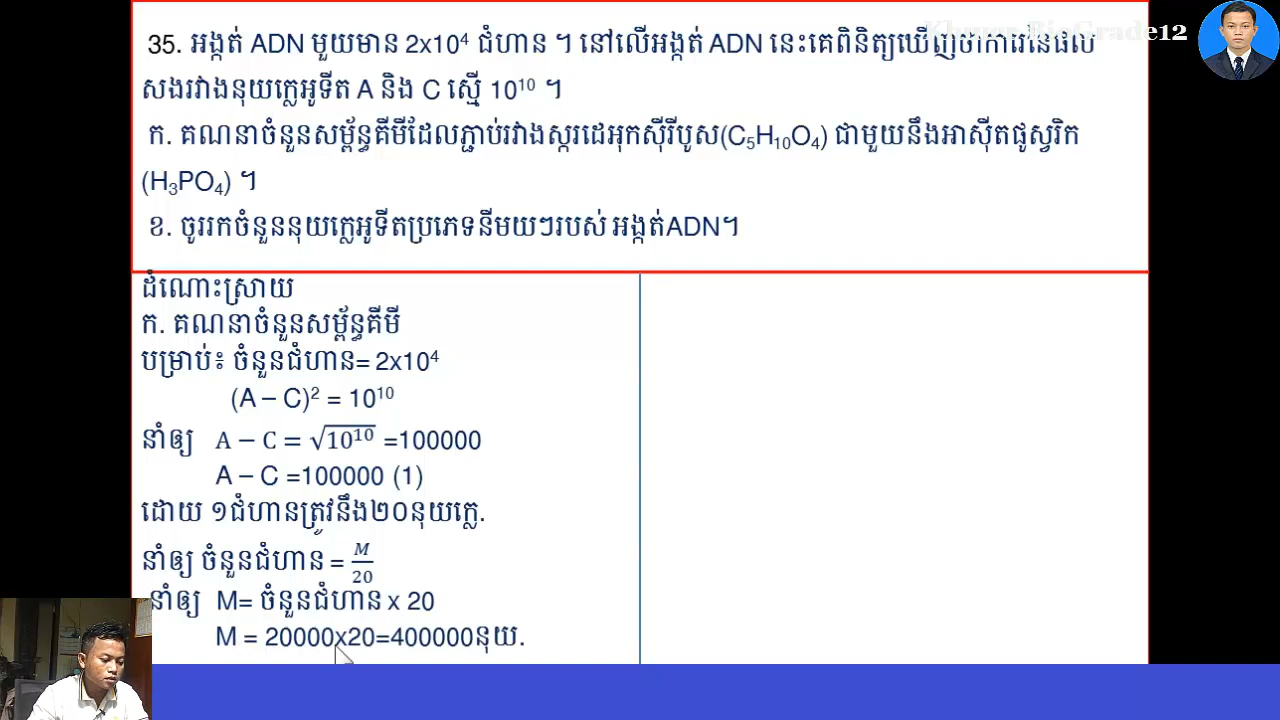 Khmer BioGrade12
35. អង្កត់ ADN មួយមាន 2x10⁴ ជំហាន ។ នៅលើអង្កត់ ADN នេះគេពិនិត្យឃើញថាការេនៃផល
សងរវាងនុយក្លេអូទីត A និង C ស្មើ 10¹⁰ ។
ក. គណនាចំនួនសម្ព័ន្ធគីមីដែលភ្ជាប់រវាងស្ករដេអុកស៊ីរីបូស(C₅H₁₀O₄) ជាមួយនឹងអាស៊ីតផូស្វរិក
(H₃PO₄) ។
ខ. ចូររកចំនួននុយក្លេអូទីតប្រភេទនីមយៗរបស់ អង្កត់ADN។
ដំណោះស្រាយ
ក. គណនាចំនួនសម្ព័ន្ធគីមី
បម្រាប់៖ ចំនួនជំហាន= 2x10⁴
(A – C)² = 10¹⁰
នាំឲ្យ A − C = √10¹⁰ =100000
A – C =100000 (1)
ដោយ ១ជំហានត្រូវនឹង២០នុយក្លេ.
នាំឲ្យ ចំនួនជំហាន = M/20
នាំឲ្យ M= ចំនួនជំហាន x 20
M = 20000x20=400000នុយ.